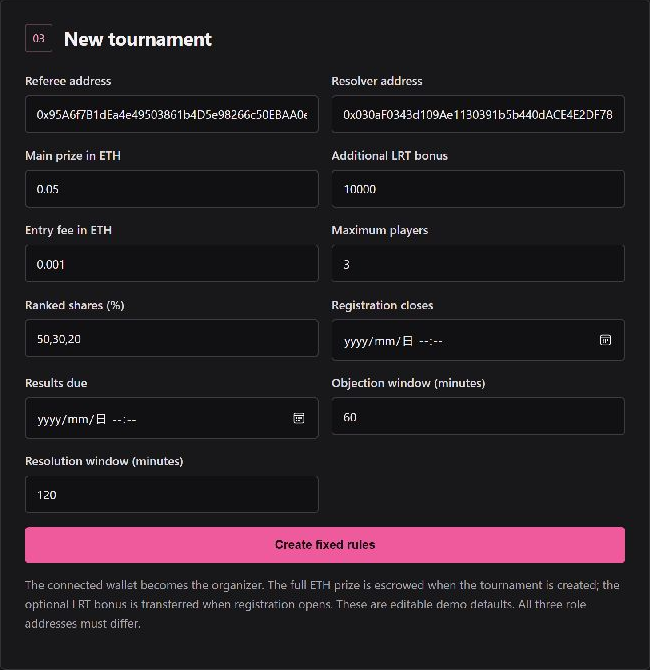 03 New tournament
Referee address
Resolver address
0x95A6f7B1dEa4e49503861b4D5e98266c50EBAA0e
0x030aF0343d109Ae1130391b5b440dACE4E2DF78
Main prize in ETH
Additional LRT bonus
0.05
10000
Entry fee in ETH
Maximum players
0.001
3
Ranked shares (%)
Registration closes
50,30,20
yyyy/mm/日 --:--
Results due
Objection window (minutes)
yyyy/mm/日 --:--
60
Resolution window (minutes)
120
Create fixed rules
The connected wallet becomes the organizer. The full ETH prize is escrowed when the tournament is created; the
optional LRT bonus is transferred when registration opens. These are editable demo defaults. All three role
addresses must differ.